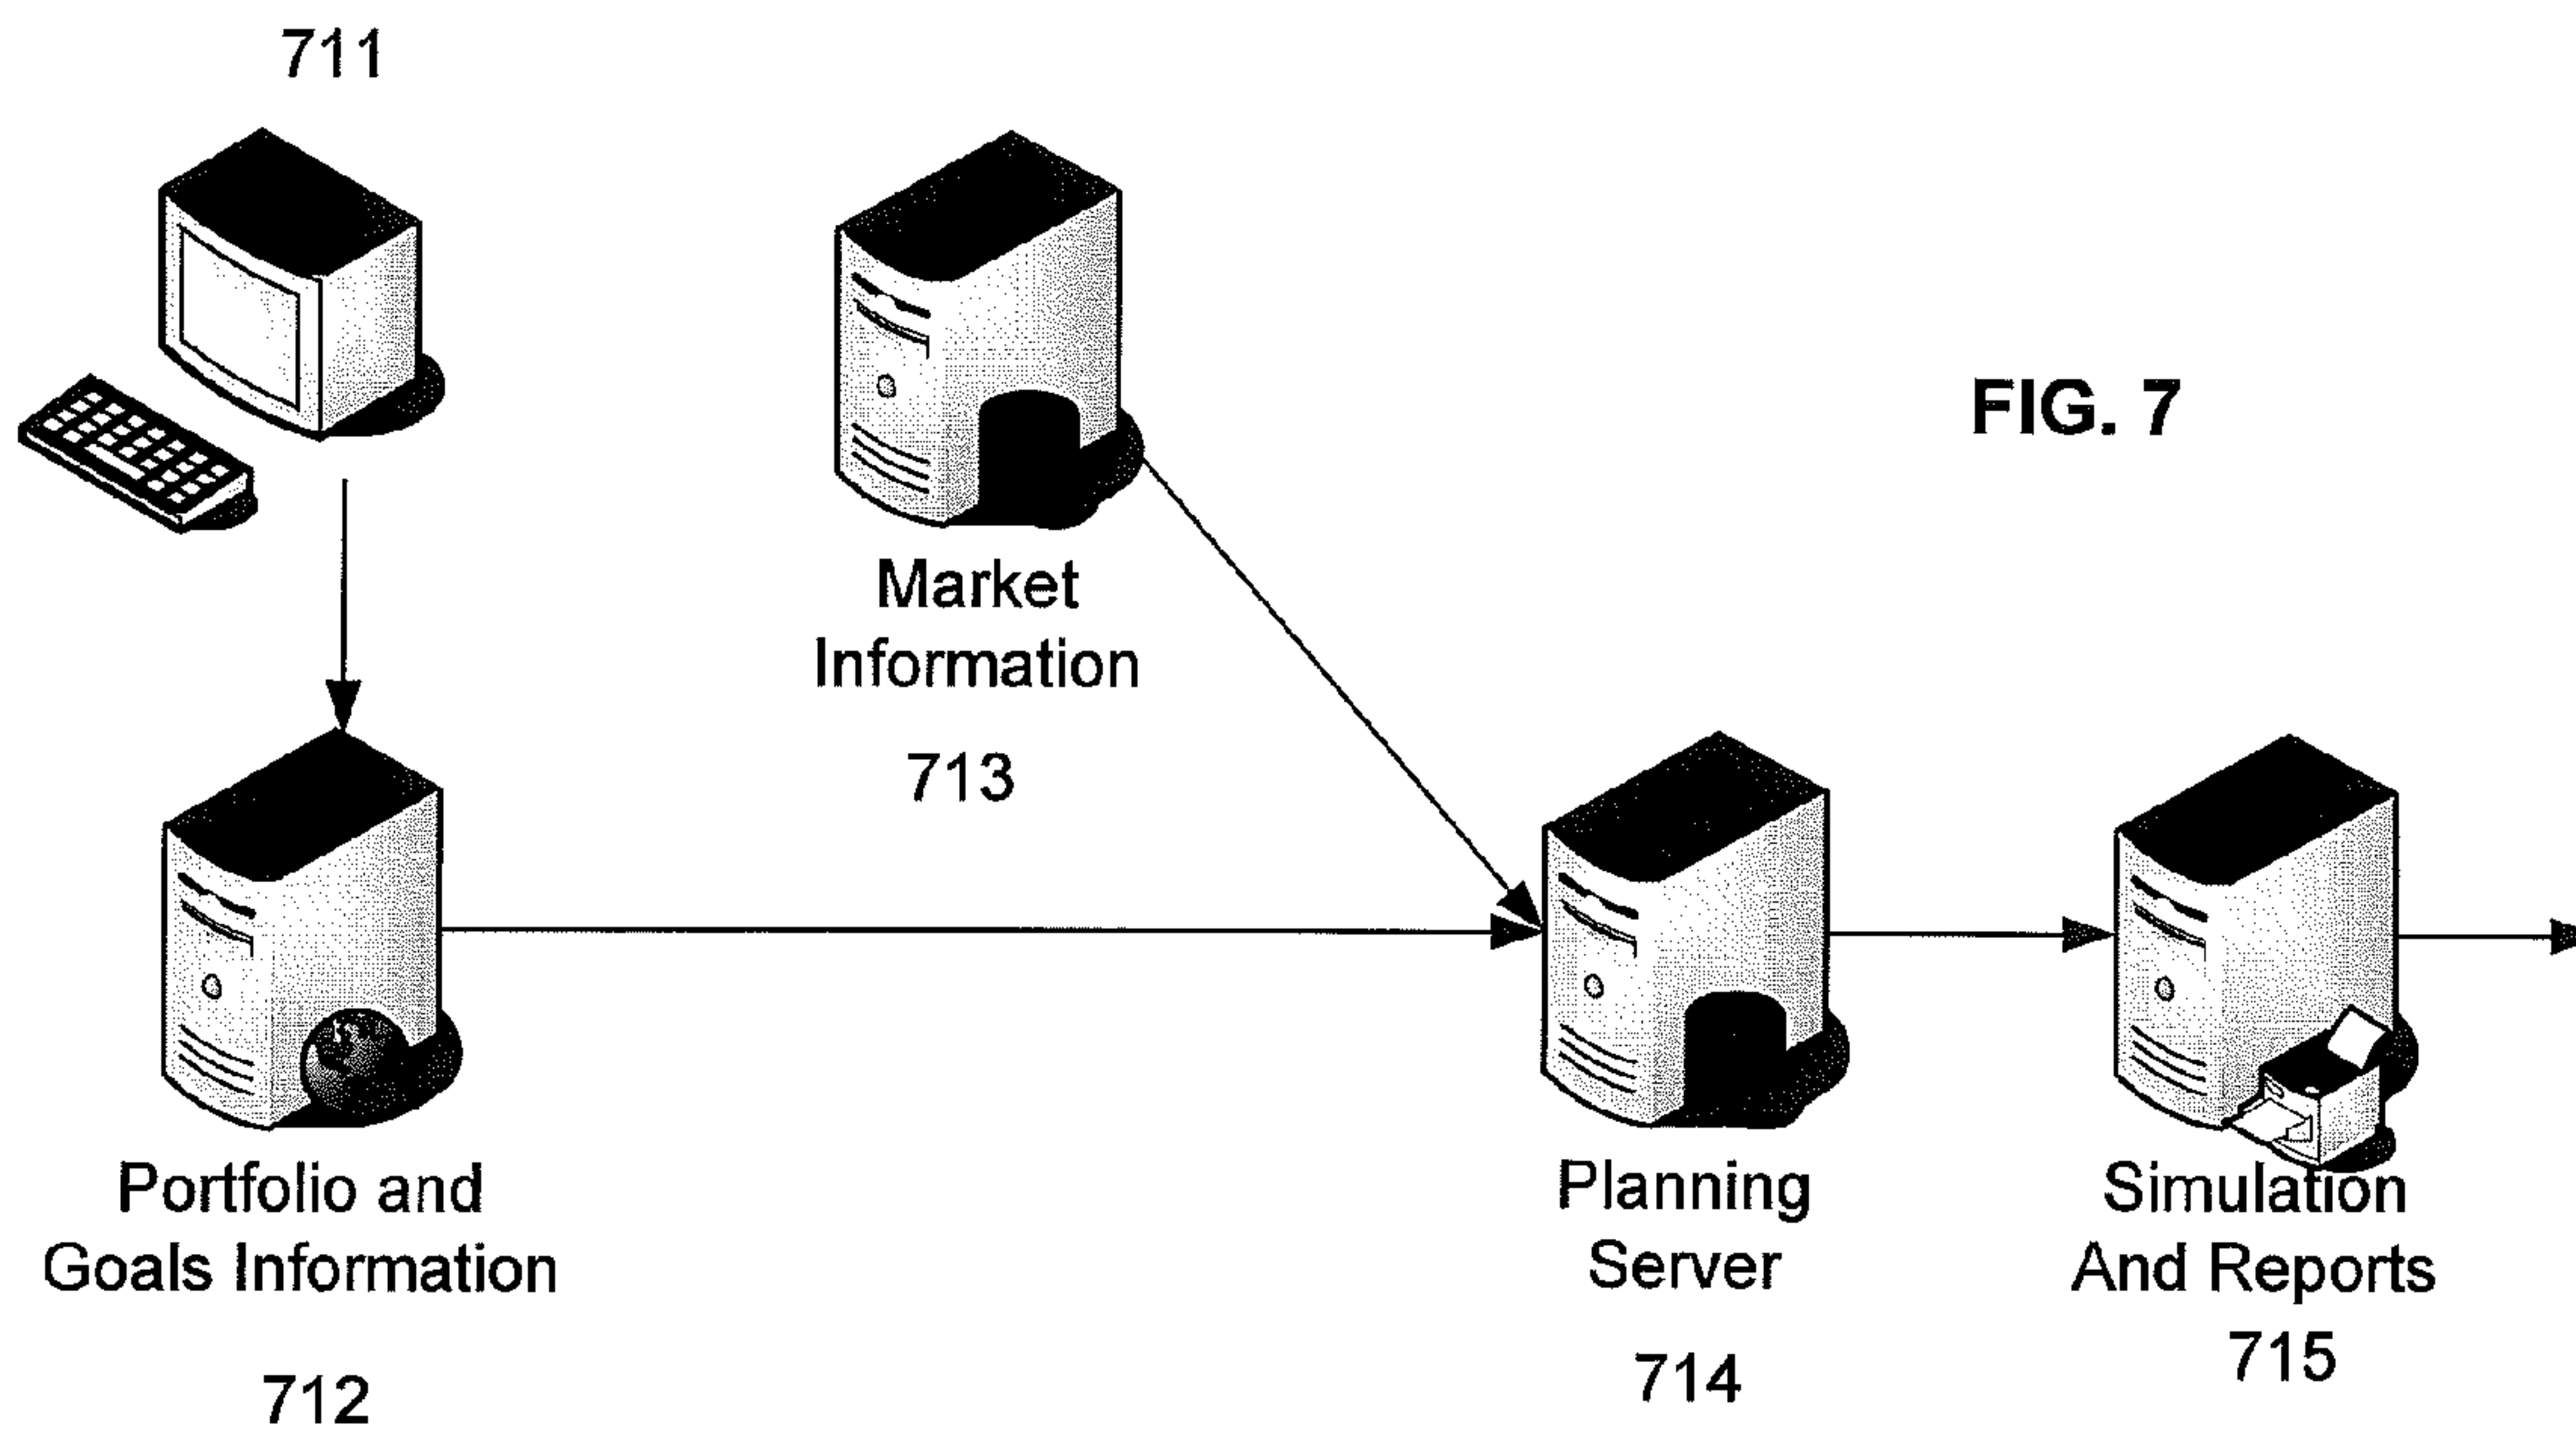 711
FIG. 7
Market
Information
713
Portfolio and
Goals Information
712
Planning
Server
714
Simulation
And Reports
715